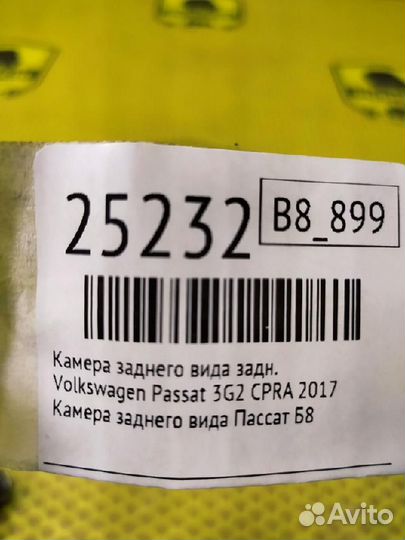 25232
B8_899
Камера заднего вида задн.
Volkswagen Passat 3G2 CPRA 2017
Камера заднего вида Пассат Б8
Avito